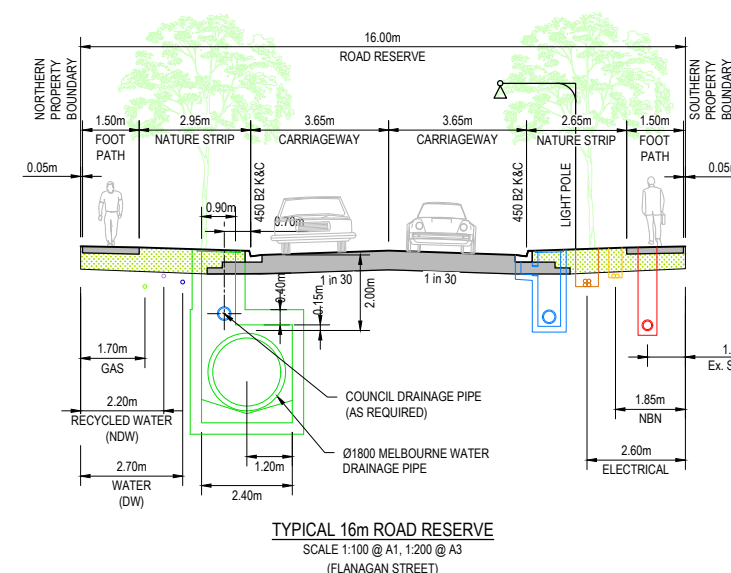 16.00m
ROAD RESERVE
NORTHERN
PROPERTY
BOUNDARY
SOUTHERN
PROPERTY
BOUNDARY
1.50m
FOOT
PATH
2.95m
NATURE STRIP
3.65m
CARRIAGEWAY
3.65m
CARRIAGEWAY
2.65m
NATURE STRIP
1.50m
FOOT
PATH
0.05m
0.05m
450 B2 K&C
450 B2 K&C
LIGHT POLE
0.90m
0.70m
1 in 30
1 in 30
0.40m
0.15m
2.00m
1.70m
GAS
2.20m
RECYCLED WATER
(NDW)
2.70m
WATER
(DW)
COUNCIL DRAINAGE PIPE
(AS REQUIRED)
Ø1800 MELBOURNE WATER
DRAINAGE PIPE
1.20m
2.40m
1.
Ex. S
1.85m
NBN
2.60m
ELECTRICAL
TYPICAL 16m ROAD RESERVE
SCALE 1:100 @ A1, 1:200 @ A3
(FLANAGAN STREET)